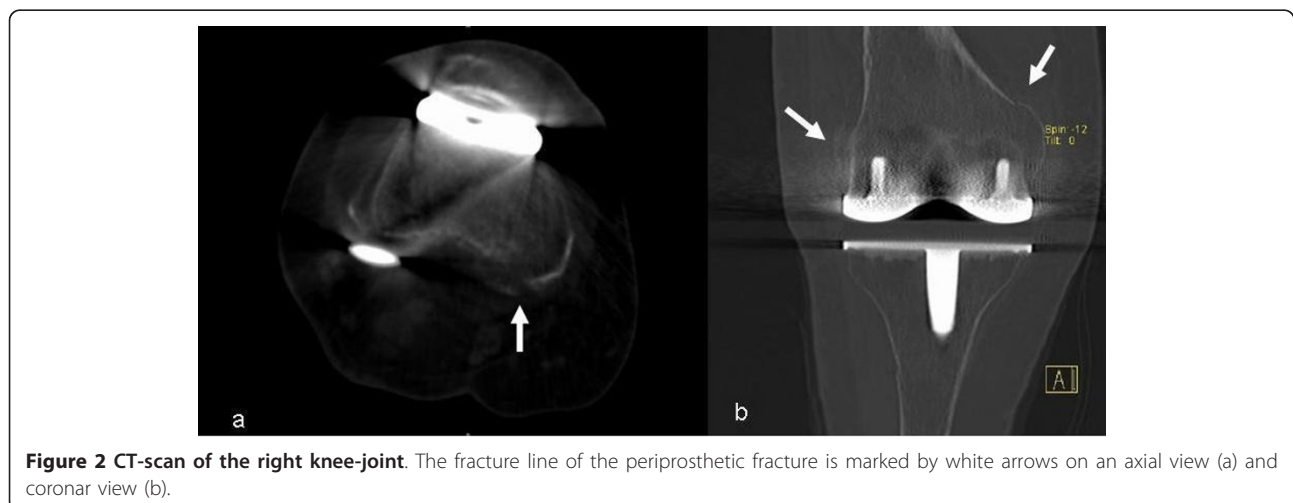 Spin: -12
Tilt: 0
A
a
b
Figure 2 CT-scan of the right knee-joint. The fracture line of the periprosthetic fracture is marked by white arrows on an axial view (a) and
coronar view (b).